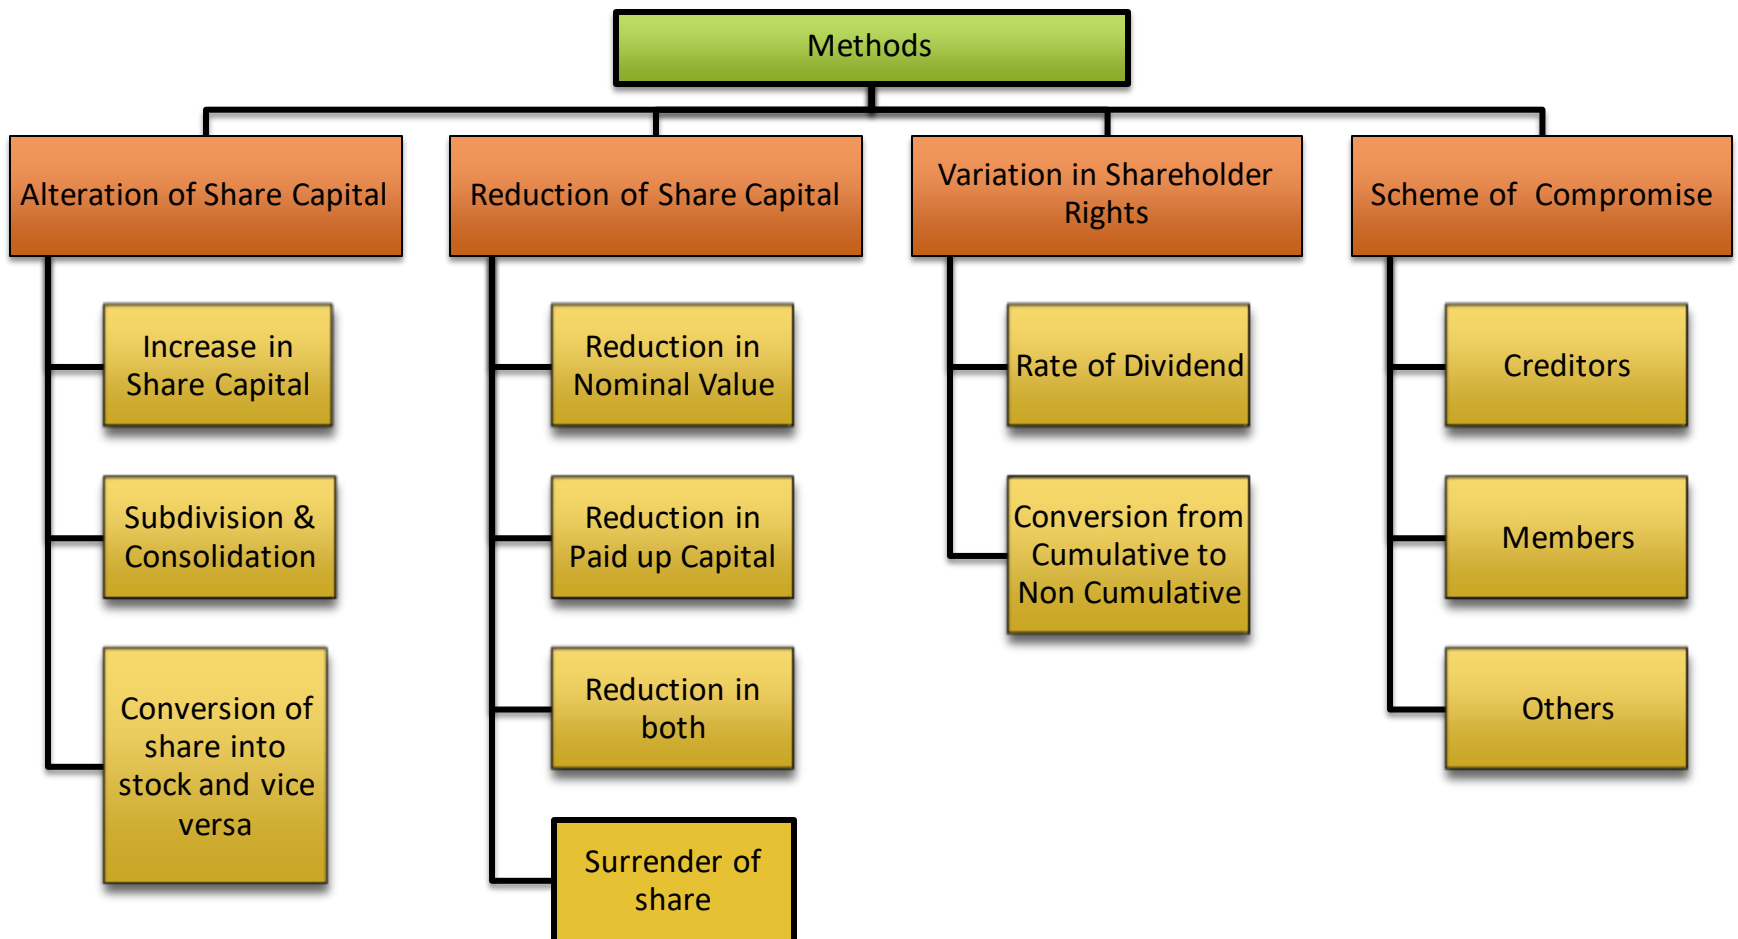 Methods
Alteration of Share Capital
Increase in
Share Capital
Subdivision &
Consolidation
Conversion of
share into
stock and vice
versa
Reduction of Share Capital
Reduction in
Nominal Value
Reduction in
Paid up Capital
Reduction in
both
Surrender of
share
Variation in Shareholder
Rights
Rate of Dividend
Conversion from
Cumulative to
Non Cumulative
Scheme of Compromise
Creditors
Members
Others